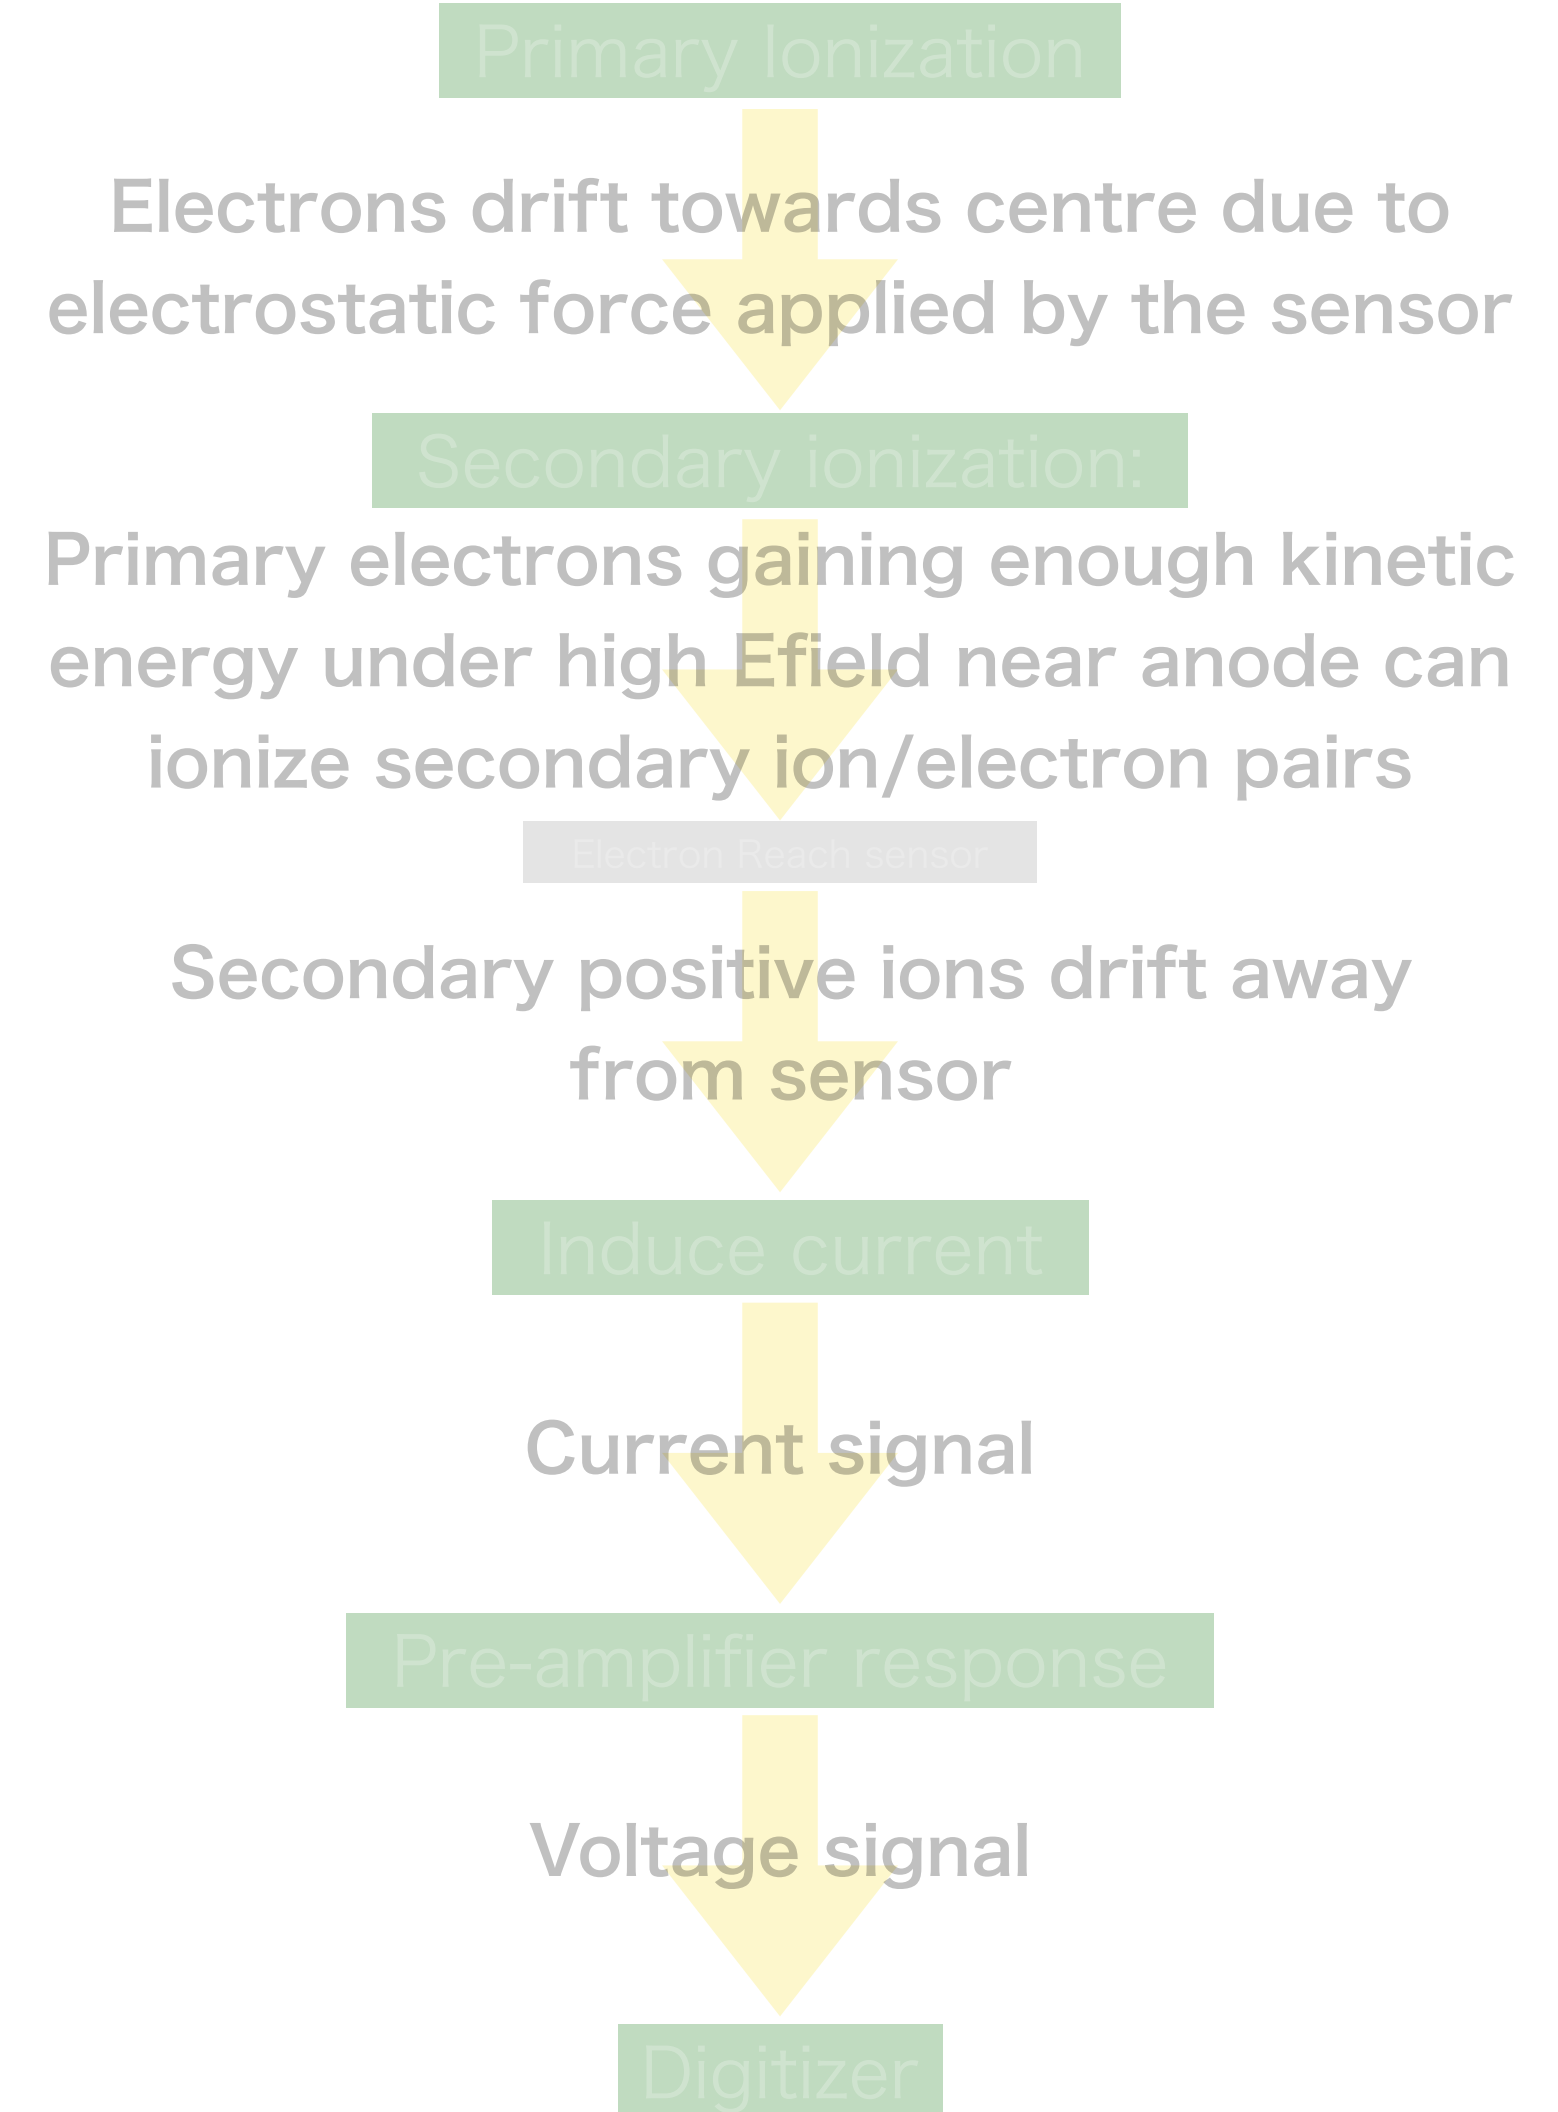 Primary Ionization
Electrons drift towards centre due to
electrostatic force applied by the sensor
Secondary ionization:
Primary electrons gaining enough kinetic
energy under high Efield near anode can
ionize secondary ion/electron pairs
Electron Reach sensor
Secondary positive ions drift away
from sensor
Induce current
Current signal
Pre-amplifier response
Voltage signal
Digitizer